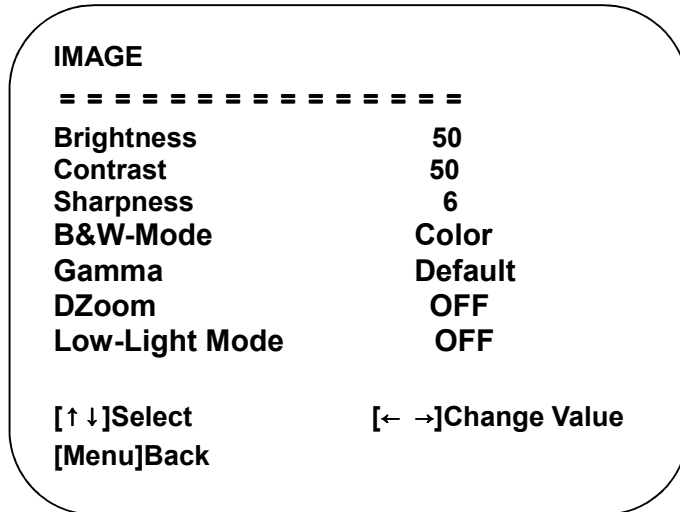 IMAGE
= = = = = = = = = = = = = = =
Brightness 50
Contrast 50
Sharpness 6
B&W-Mode Color
Gamma Default
DZoom OFF
Low-Light Mode OFF
[↑↓]Select [← →]Change Value
[Menu]Back